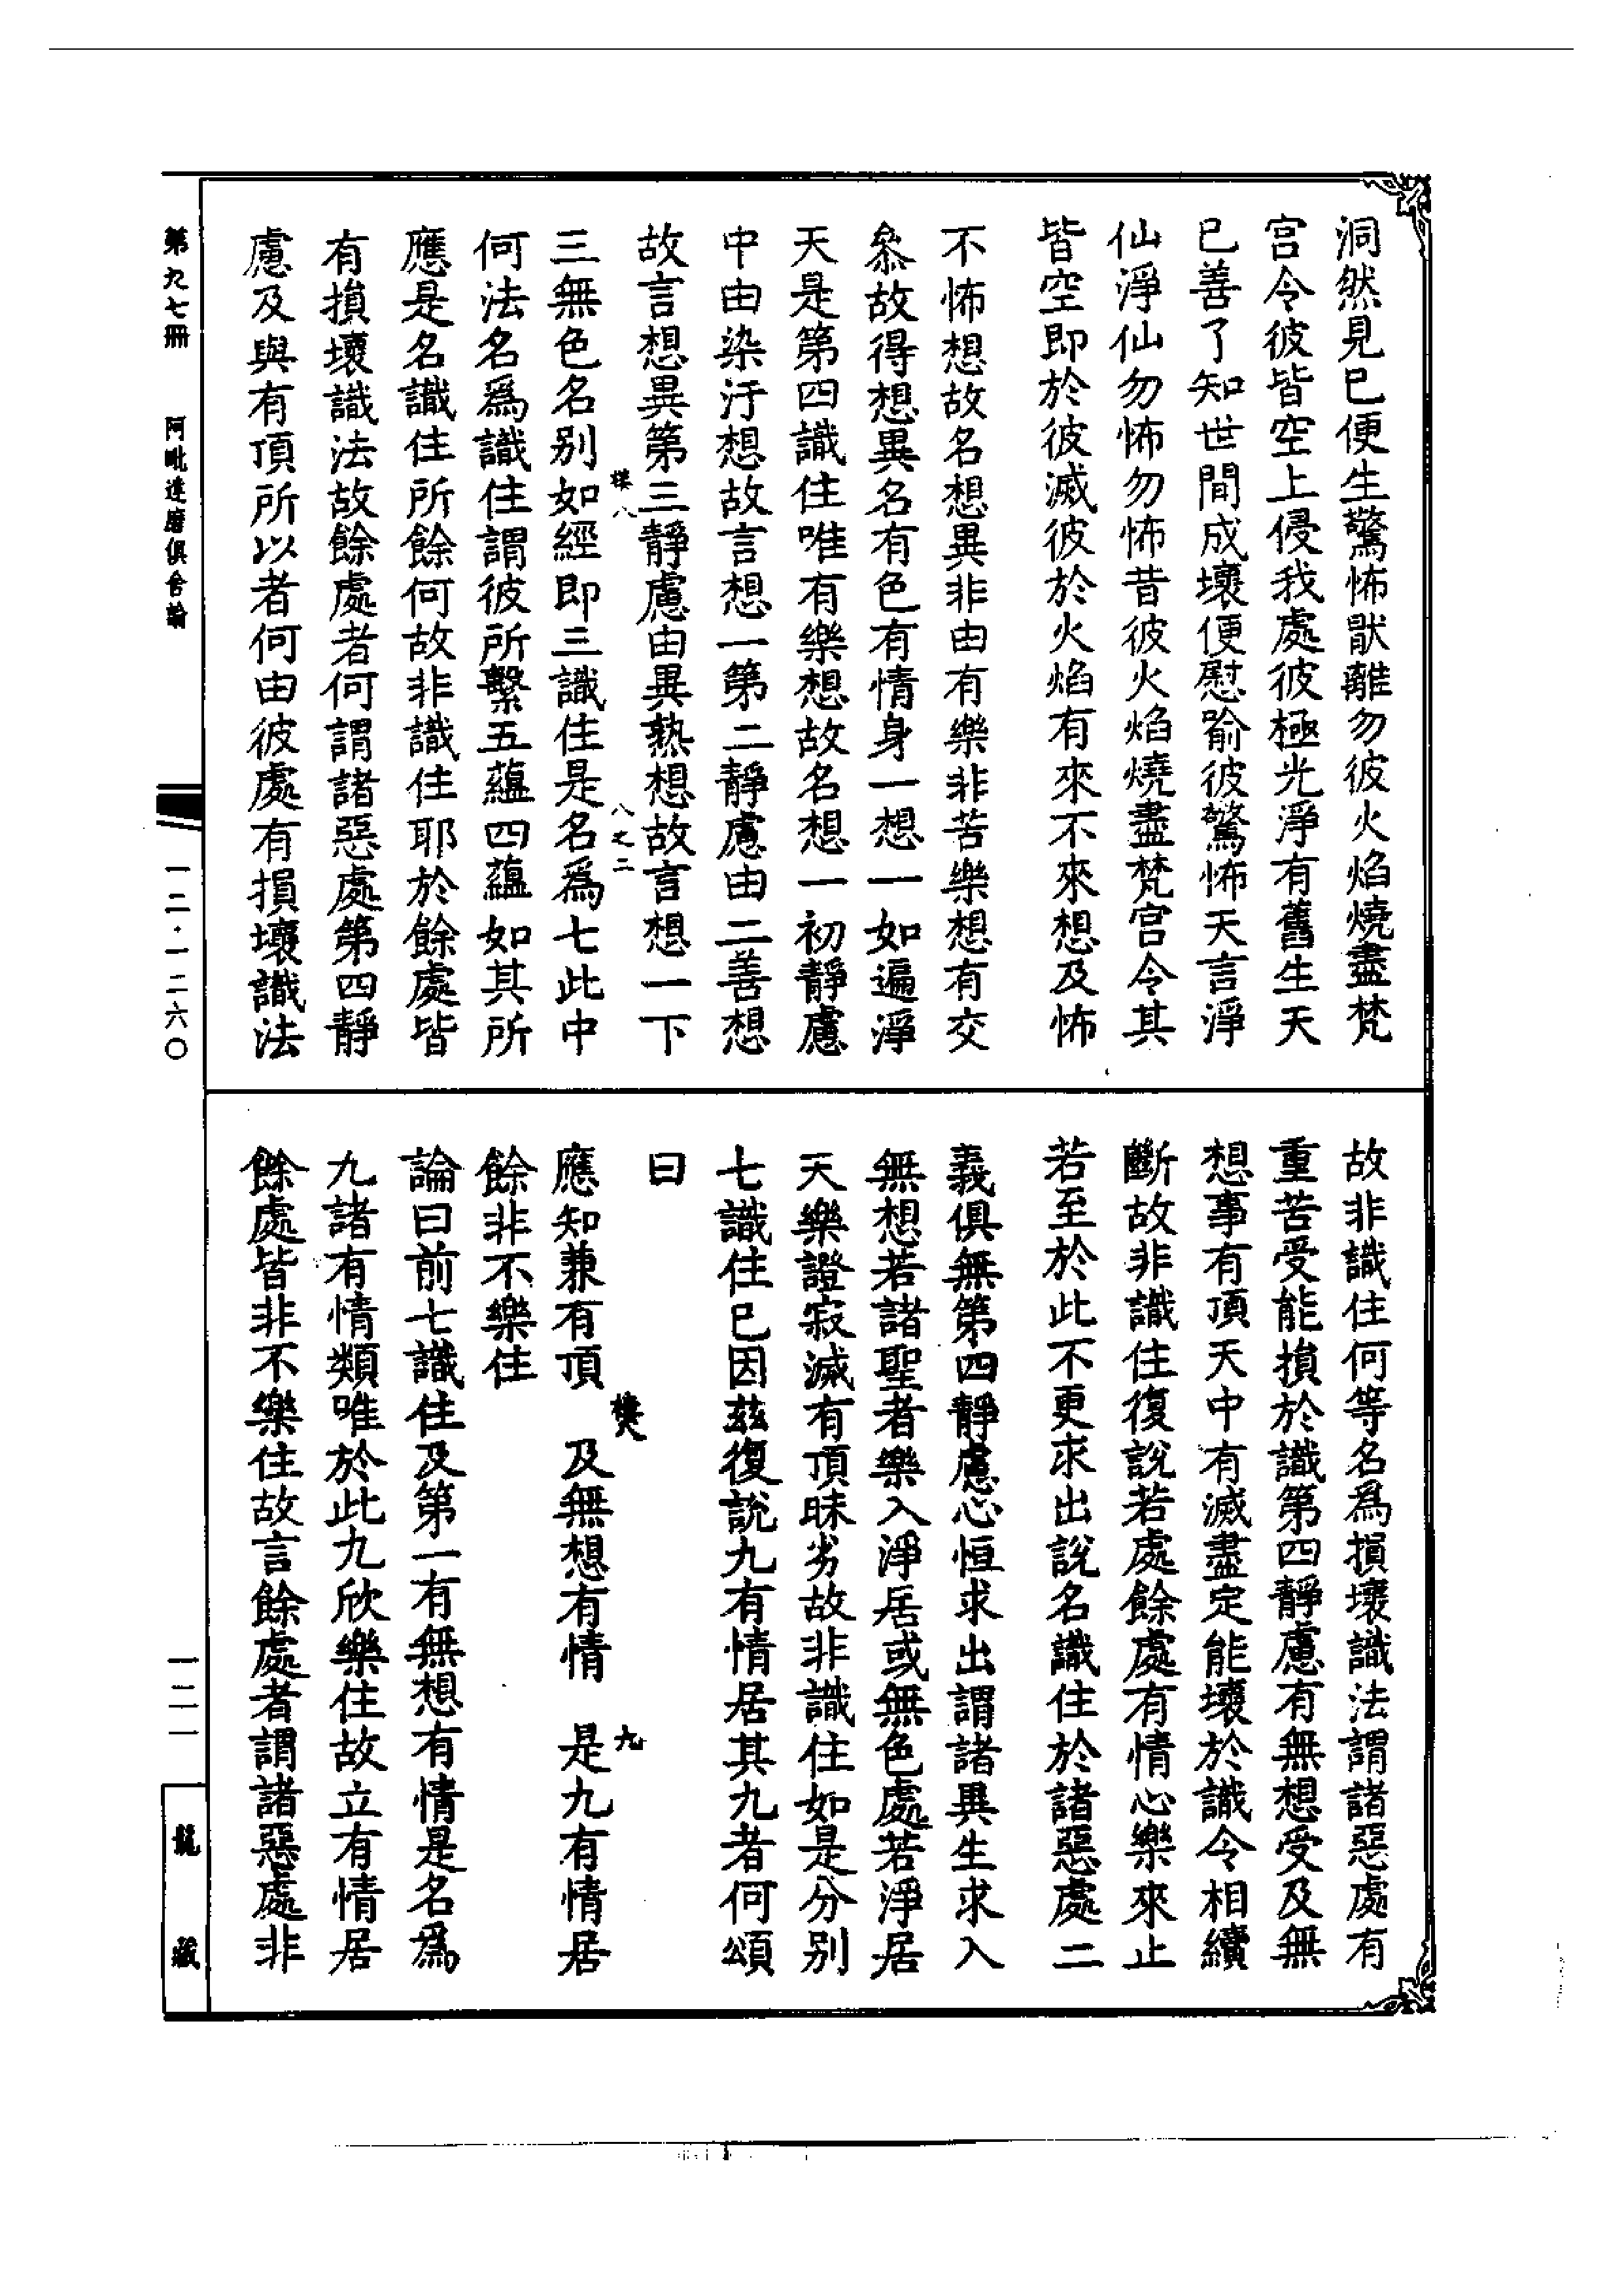 洞然見已便生驚怖猒離勿彼火焰燒盡梵
宫令彼皆空上侵我處彼極光淨有舊生天
已善了知世間成壞便慰喻彼驚怖天言淨
仙淨仙勿怖勿怖昔彼火焰燒盡梵宫令其
皆空即於彼滅彼於火焰有來不來想及怖
不怖想故名想異非由有樂非苦樂想有交
叅故得想異名有色有情身一想一如遍淨
天是第四識住唯有樂想故名想一初靜慮
中由染汙想故言想一第二靜慮由二善想
故言想異第三靜慮由異熟想故言想一下
三無色名別如經即三識住是名爲七此中
何法名爲識住謂彼所繫五蘊四蘊如其所
應是名識住所餘何故非識住耶於餘處皆
有損壞識法故餘處者何謂諸惡處第四靜
慮及與有頂所以者何由彼處有損壞識法
故非識住何等名爲損壞識法謂諸惡處有
重苦受能損於識第四靜慮有無想受及無
想事有頂天中有滅盡定能壞於識令相續
斷故非識住復說若處餘處有情心樂來止
若至於此不更求出說名識住於諸惡處二
義俱無第四靜慮心恒求出謂諸異生求入
無想若諸聖者樂入淨居或無色處若淨居
天樂證寂滅有頂昧劣故非識住如是分別
七識住已因兹復說九有情居其九者何頌
曰
應知兼有頂　及無想有情　是九有情居
餘非不樂住
論曰前七識住及第一有無想有情是名爲
九諸有情類唯於此九欣樂住故立有情居
餘處皆非不樂住故言餘處者謂諸惡處非
八之二
九
第九七冊　阿毗達磨俱舍論
一二·一二六〇
一二一
龍藏